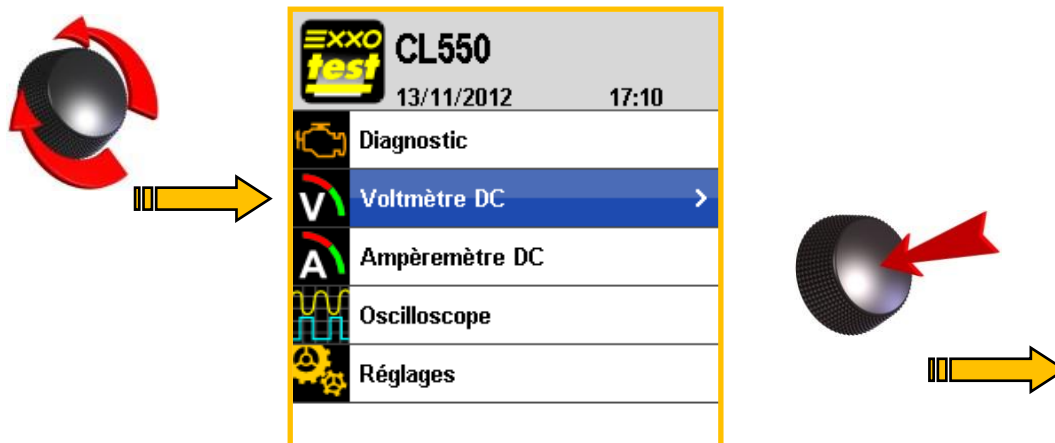 EXXO
test
CL550
13/11/2012 17:10
Diagnostic
V
Voltmètre DC >
A
Ampèremètre DC
Oscilloscope
Réglages